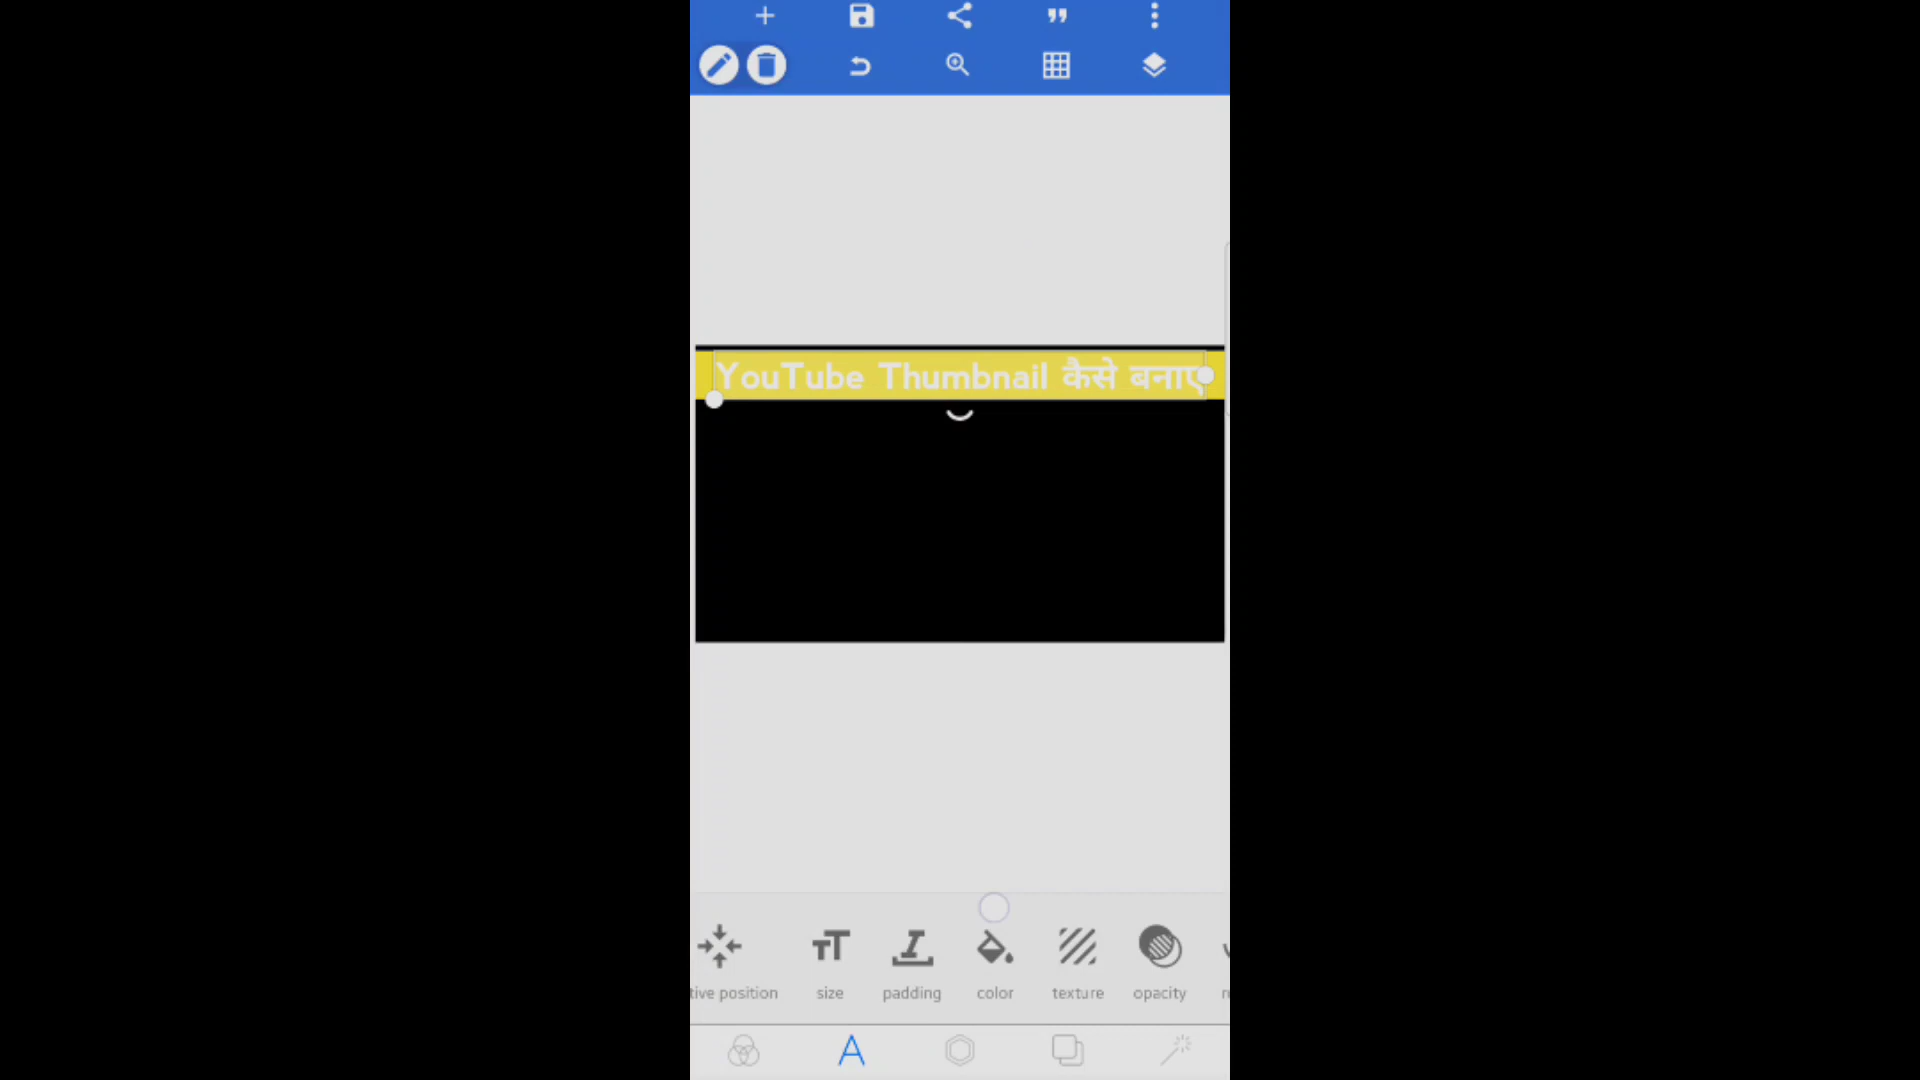 YouTube Thumbnail कैसे बनाए
tive position size padding color texture opacity